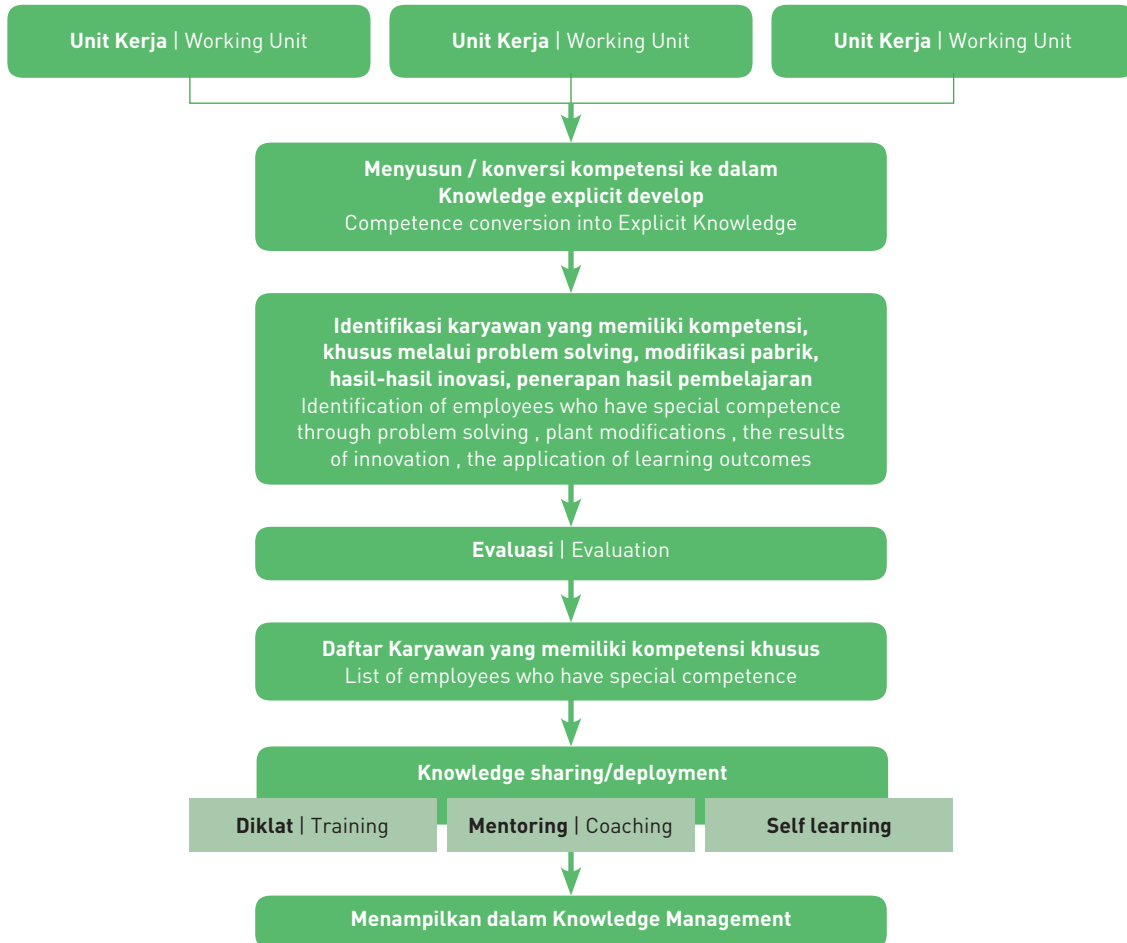 Unit Kerja | Working Unit
Unit Kerja | Working Unit
Unit Kerja | Working Unit
Menyusun / konversi kompetensi ke dalam
Knowledge explicit develop
Competence conversion into Explicit Knowledge
Identifikasi karyawan yang memiliki kompetensi,
khusus melalui problem solving, modifikasi pabrik,
hasil-hasil inovasi, penerapan hasil pembelajaran
Identification of employees who have special competence
through problem solving , plant modifications , the results
of innovation , the application of learning outcomes
Evaluasi | Evaluation
Daftar Karyawan yang memiliki kompetensi khusus
List of employees who have special competence
Knowledge sharing/deployment
Diklat | Training
Mentoring | Coaching
Self learning
Menampilkan dalam Knowledge Management